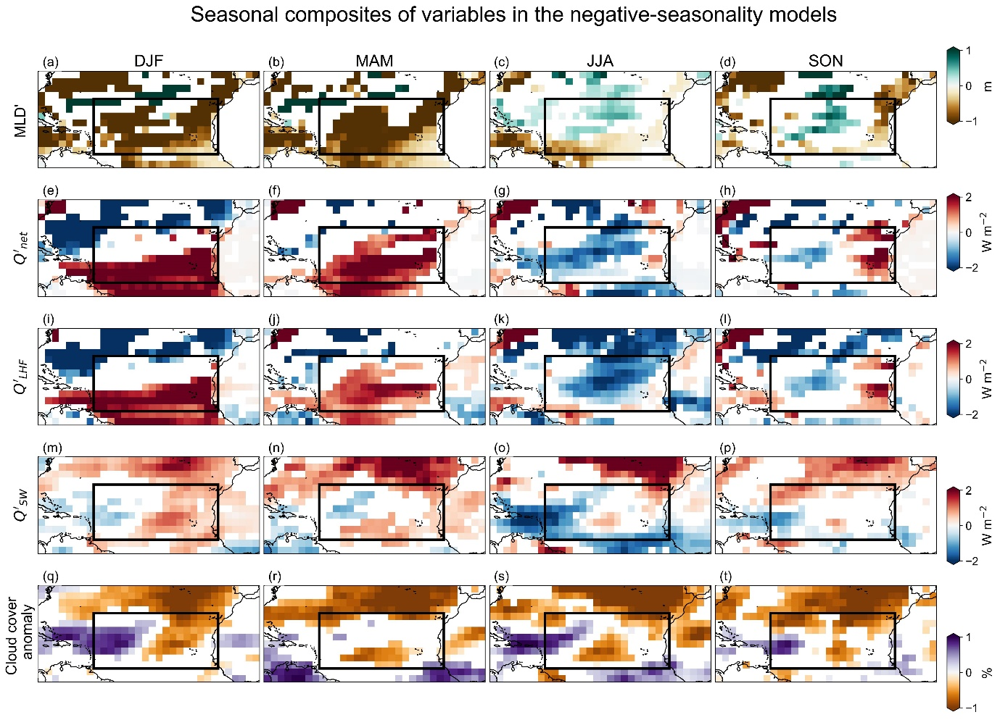 Seasonal composites of variables in the negative-seasonality models
(a) DJF (b) MAM (c) JJA (d) SON
MLD'
1
0
−1
m
(e) (f) (g) (h)
Q'net
2
0
−2
W m−2
(i) (j) (k) (l)
Q'LHF
2
0
−2
W m−2
(m) (n) (o) (p)
Q'SW
2
0
−2
W m−2
(q) (r) (s) (t)
Cloud cover
anomaly
1
0
−1
%